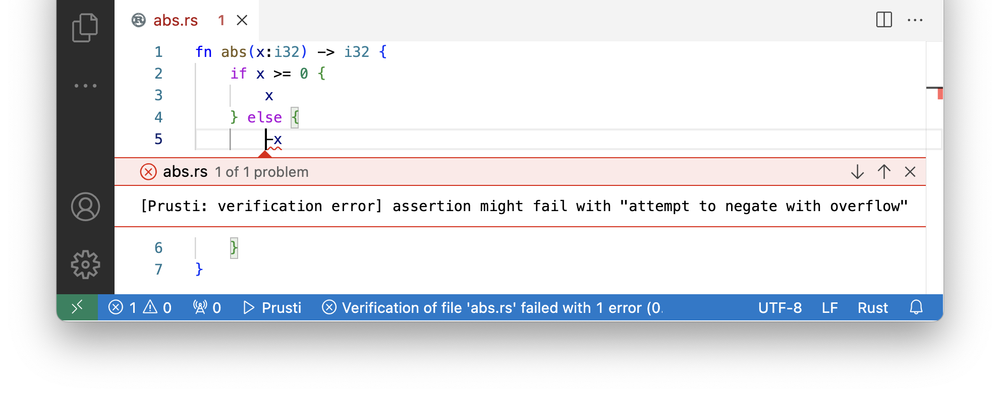 abs.rs 1
1 fn abs(x:i32) -> i32 {
2 if x >= 0 {
3 x
4 } else {
5 -x
abs.rs 1 of 1 problem
[Prusti: verification error] assertion might fail with "attempt to negate with overflow"
6 }
7 }
1 0 0 Prusti Verification of file 'abs.rs' failed with 1 error (0. UTF-8 LF Rust